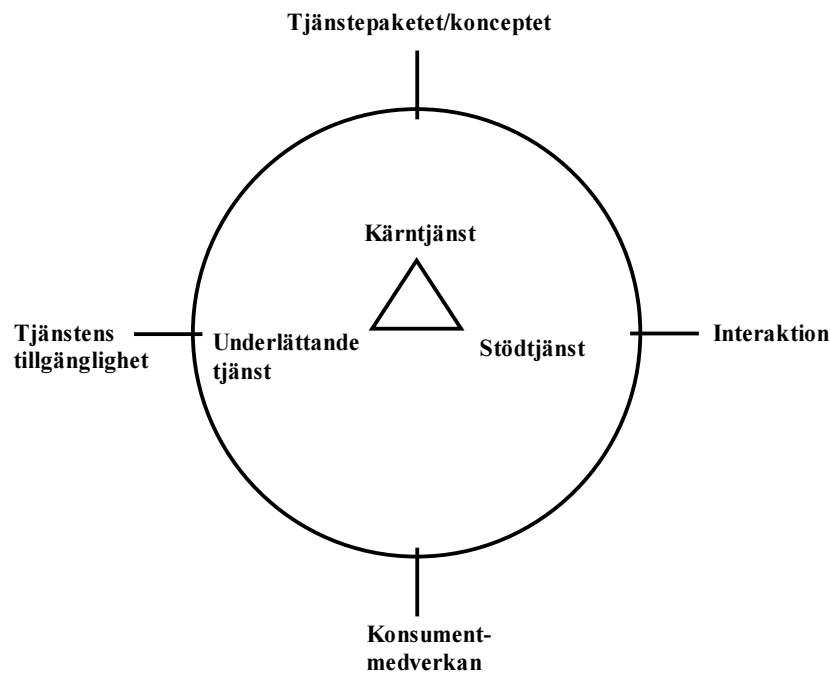 Tjänstepaketet/konceptet
Kärntjänst
Tjänstens
tillgänglighet
Underlättande
tjänst
Stödtjänst
Interaktion
Konsument-
medverkan